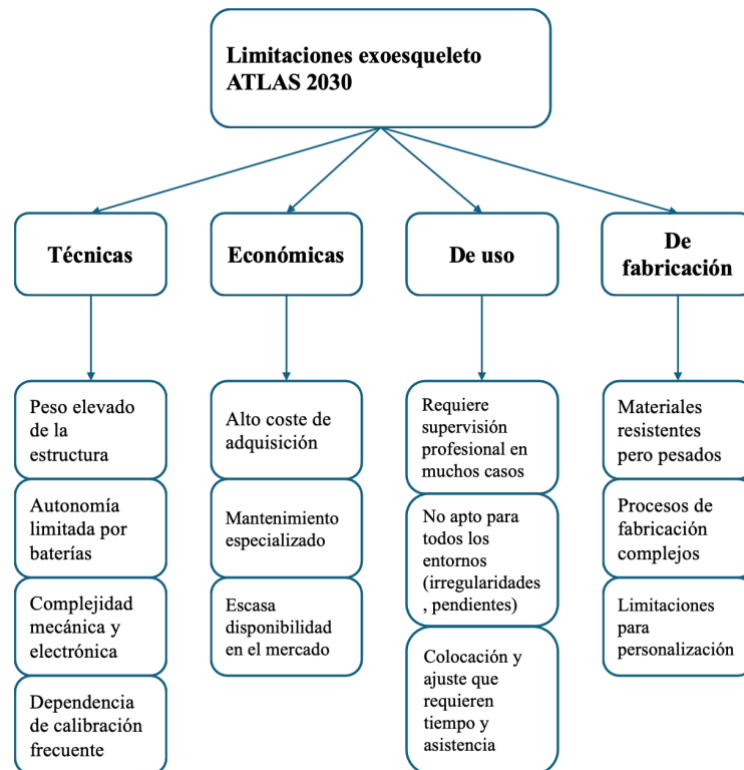 Limitaciones exoesqueleto
ATLAS 2030
Técnicas
Económicas
De uso
De
fabricación
Peso elevado
de la
estructura
Autonomía
limitada por
baterías
Complejidad
mecánica y
electrónica
Dependencia
de calibración
frecuente
Alto coste de
adquisición
Mantenimiento
especializado
Escasa
disponibilidad
en el mercado
Requiere
supervisión
profesional en
muchos casos
No apto para
todos los
entornos
(irregularidades
, pendientes)
Colocación y
ajuste que
requieren
tiempo y
asistencia
Materiales
resistentes
pero pesados
Procesos de
fabricación
complejos
Limitaciones
para
personalización